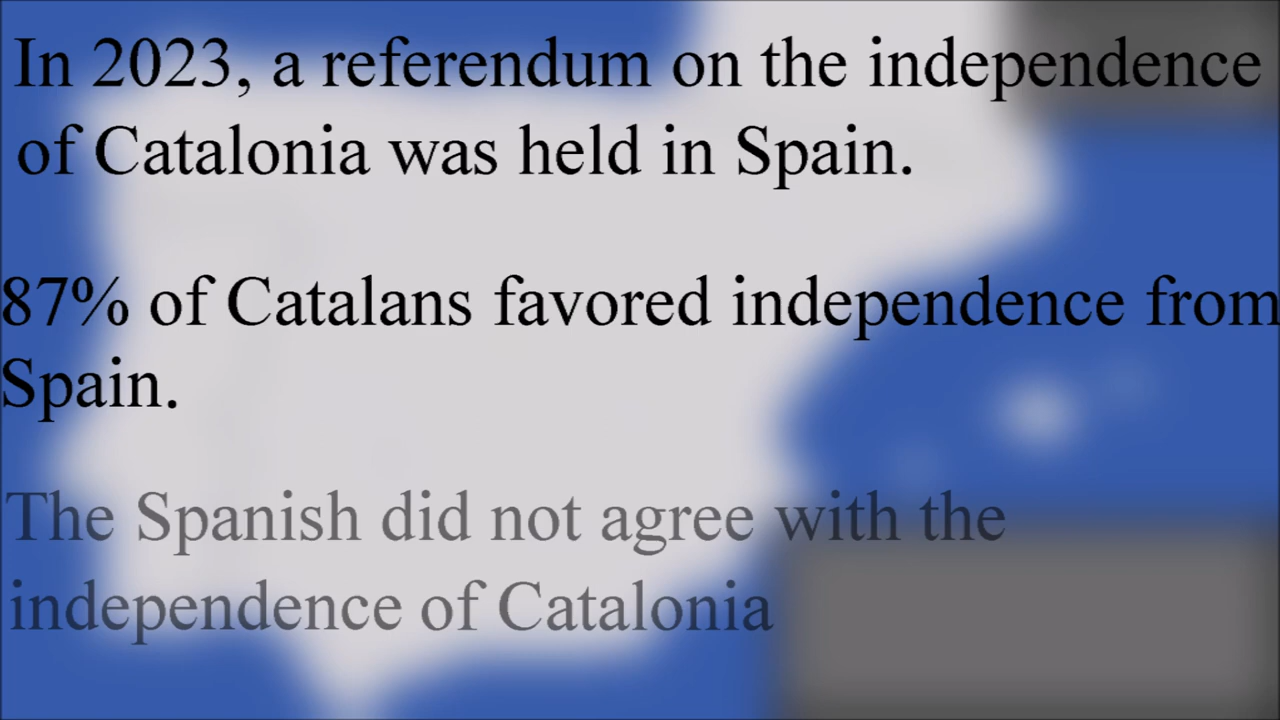 In 2023, a referendum on the independence
of Catalonia was held in Spain.
87% of Catalans favored independence from
Spain.
The Spanish did not agree with the
independence of Catalonia